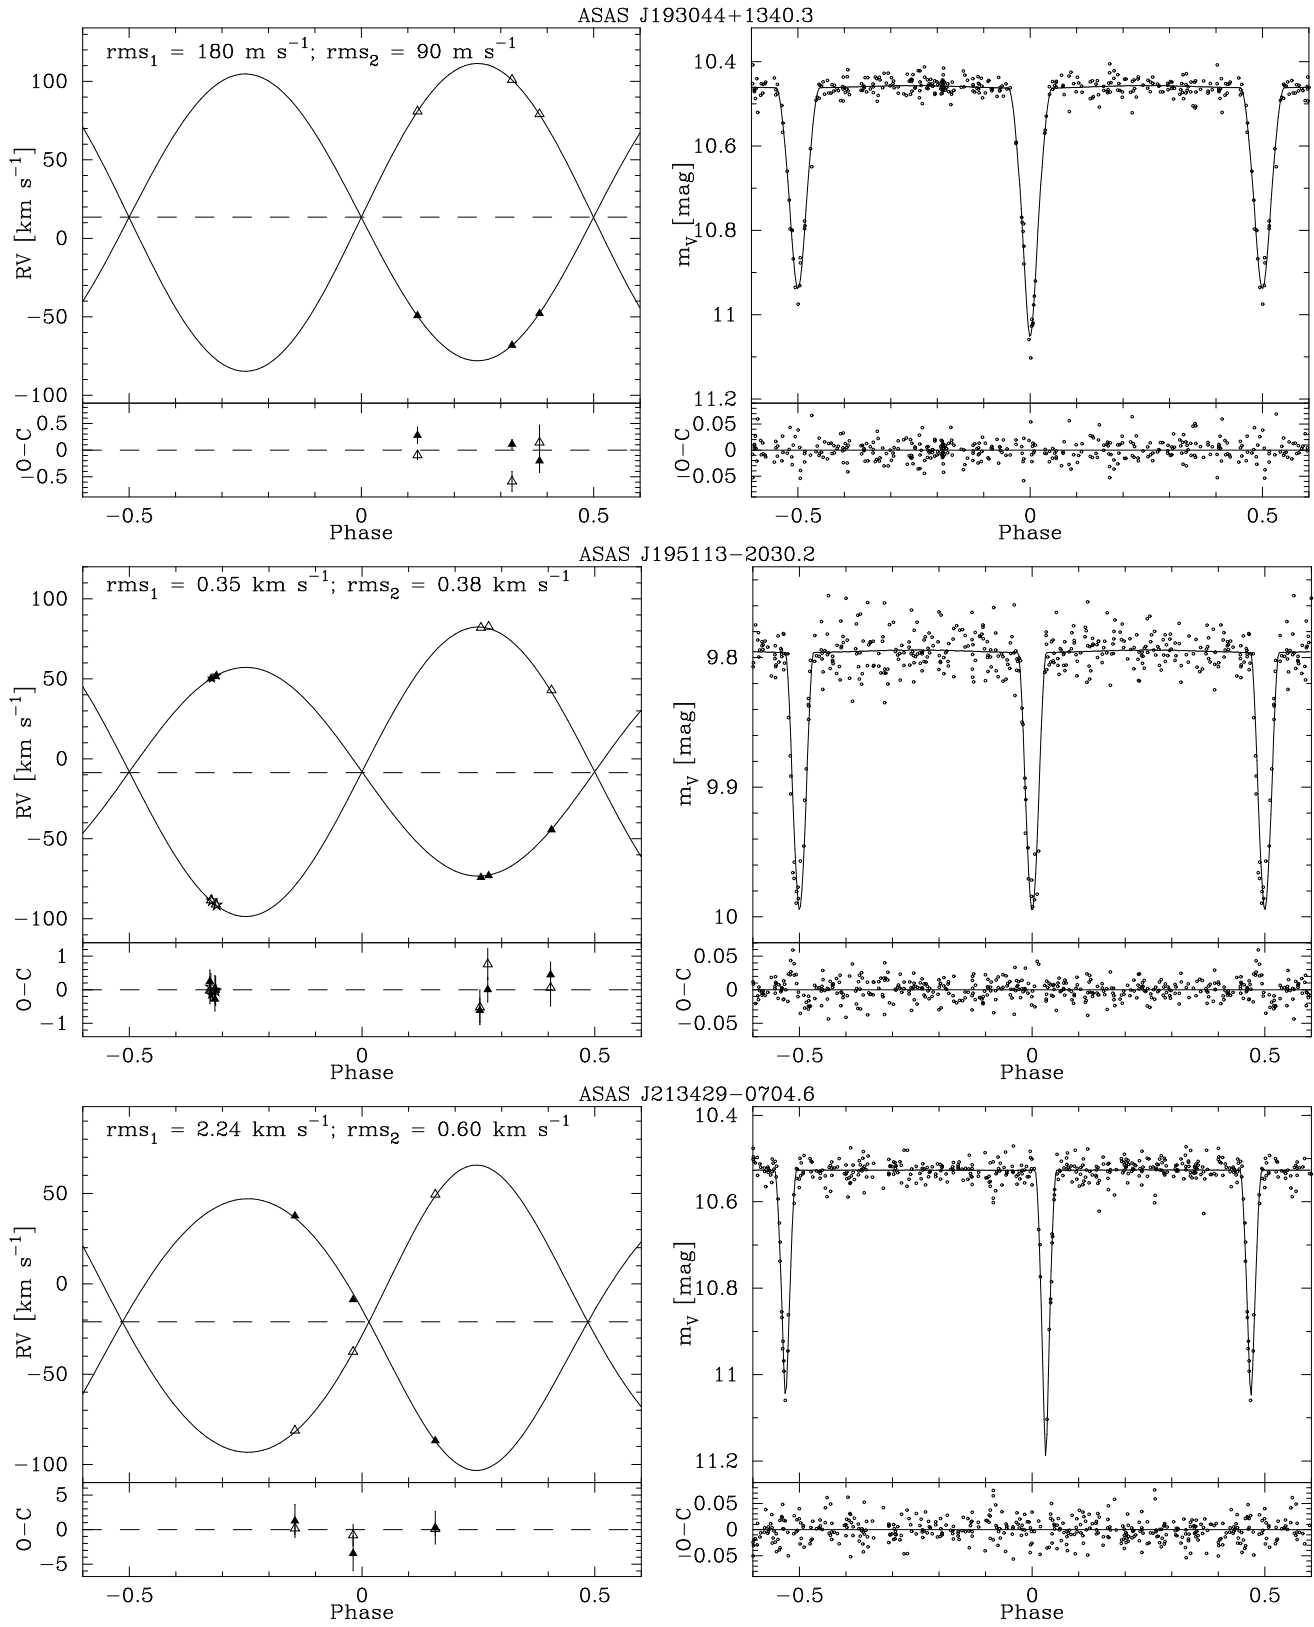 ASAS J193044+1340.3
rms1 = 180 m s−1; rms2 = 90 m s−1
RV [km s−1]
100
50
0
−50
−100
O−C
0.5
0
−0.5
−0.5 0 0.5
Phase
mV [mag]
10.4
10.6
10.8
11
11.2
O−C
0.05
0
−0.05
−0.5 0 0.5
Phase
ASAS J195113−2030.2
rms1 = 0.35 km s−1; rms2 = 0.38 km s−1
RV [km s−1]
100
50
0
−50
−100
O−C
1
0
−1
−0.5 0 0.5
Phase
mV [mag]
9.8
9.9
10
O−C
0.05
0
−0.05
−0.5 0 0.5
Phase
ASAS J213429−0704.6
rms1 = 2.24 km s−1; rms2 = 0.60 km s−1
RV [km s−1]
50
0
−50
−100
O−C
5
0
−5
−0.5 0 0.5
Phase
mV [mag]
10.4
10.6
10.8
11
11.2
O−C
0.05
0
−0.05
−0.5 0 0.5
Phase